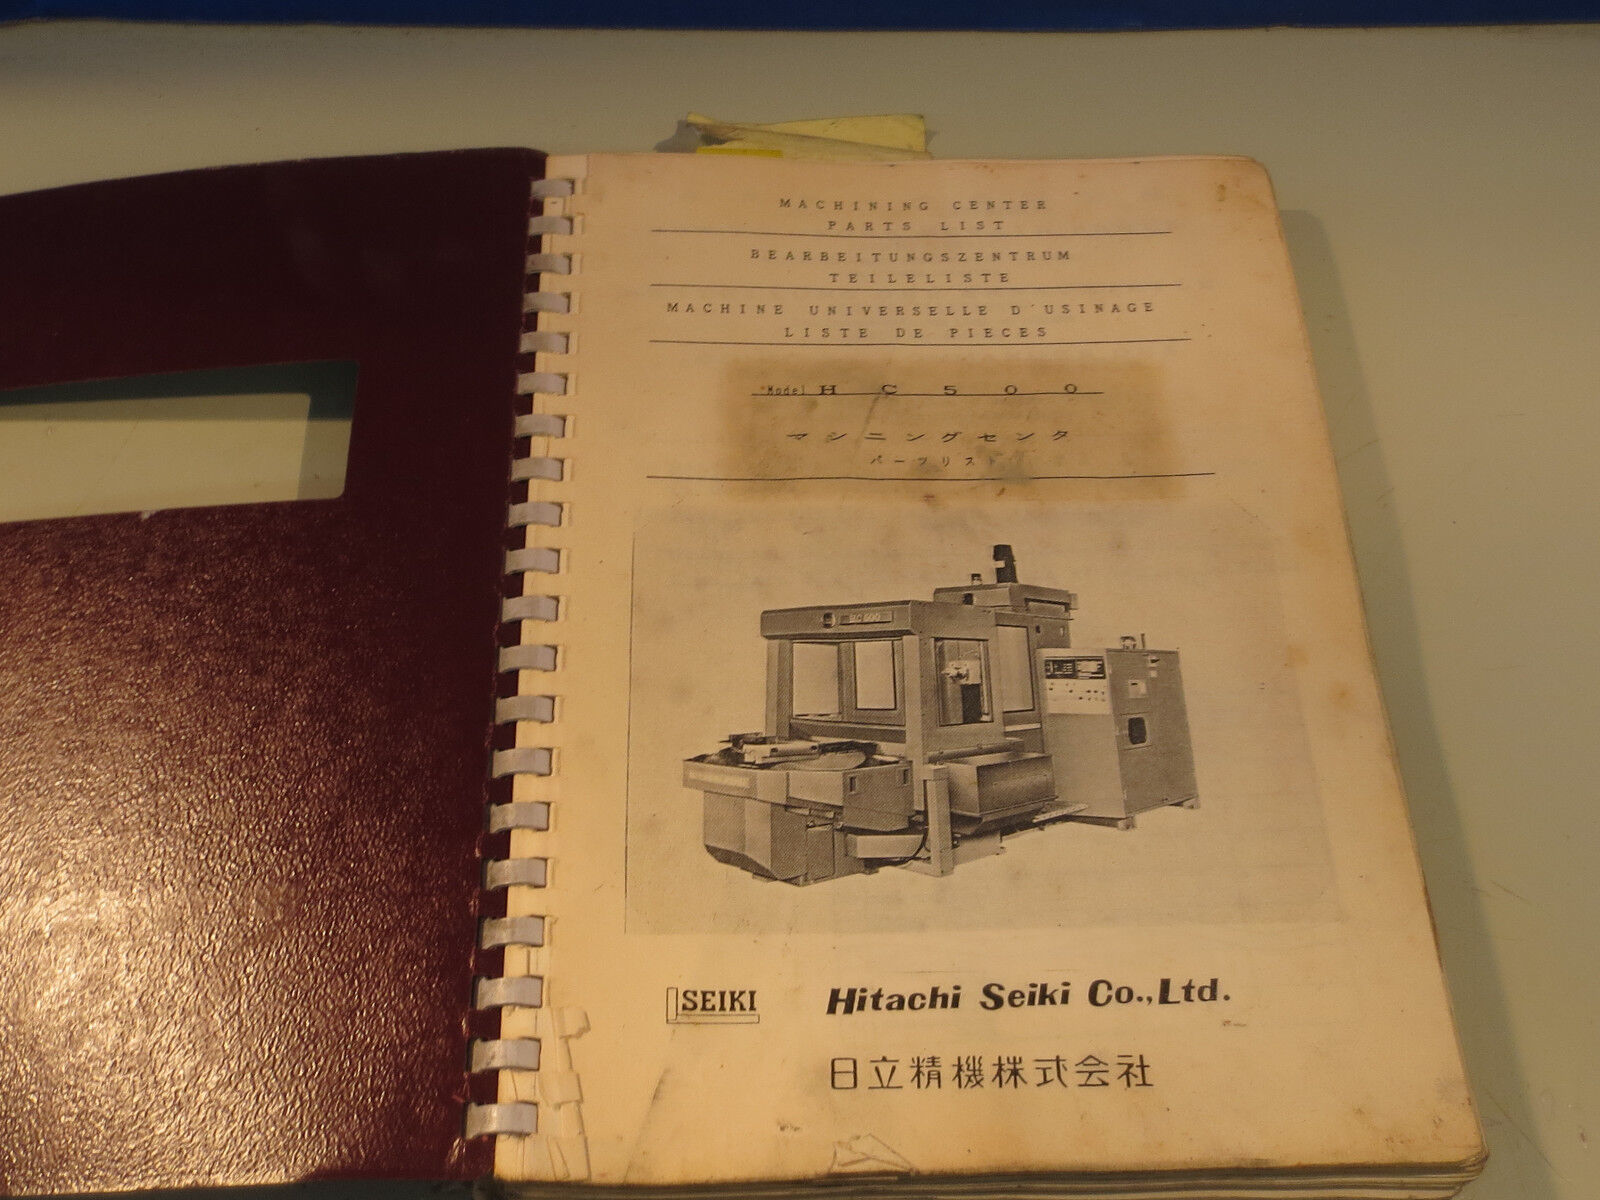 MACHINING CENTER
PARTS LIST
BEARBEITUNGSZENTRUM
TEILELISTE
MACHINE UNIVERSELLE D'USINAGE
LISTE DE PIECES
Model HC500
マシニングセンタ
パーツリスト
SEIKI
Hitachi Seiki Co.,Ltd.
日立精機株式会社